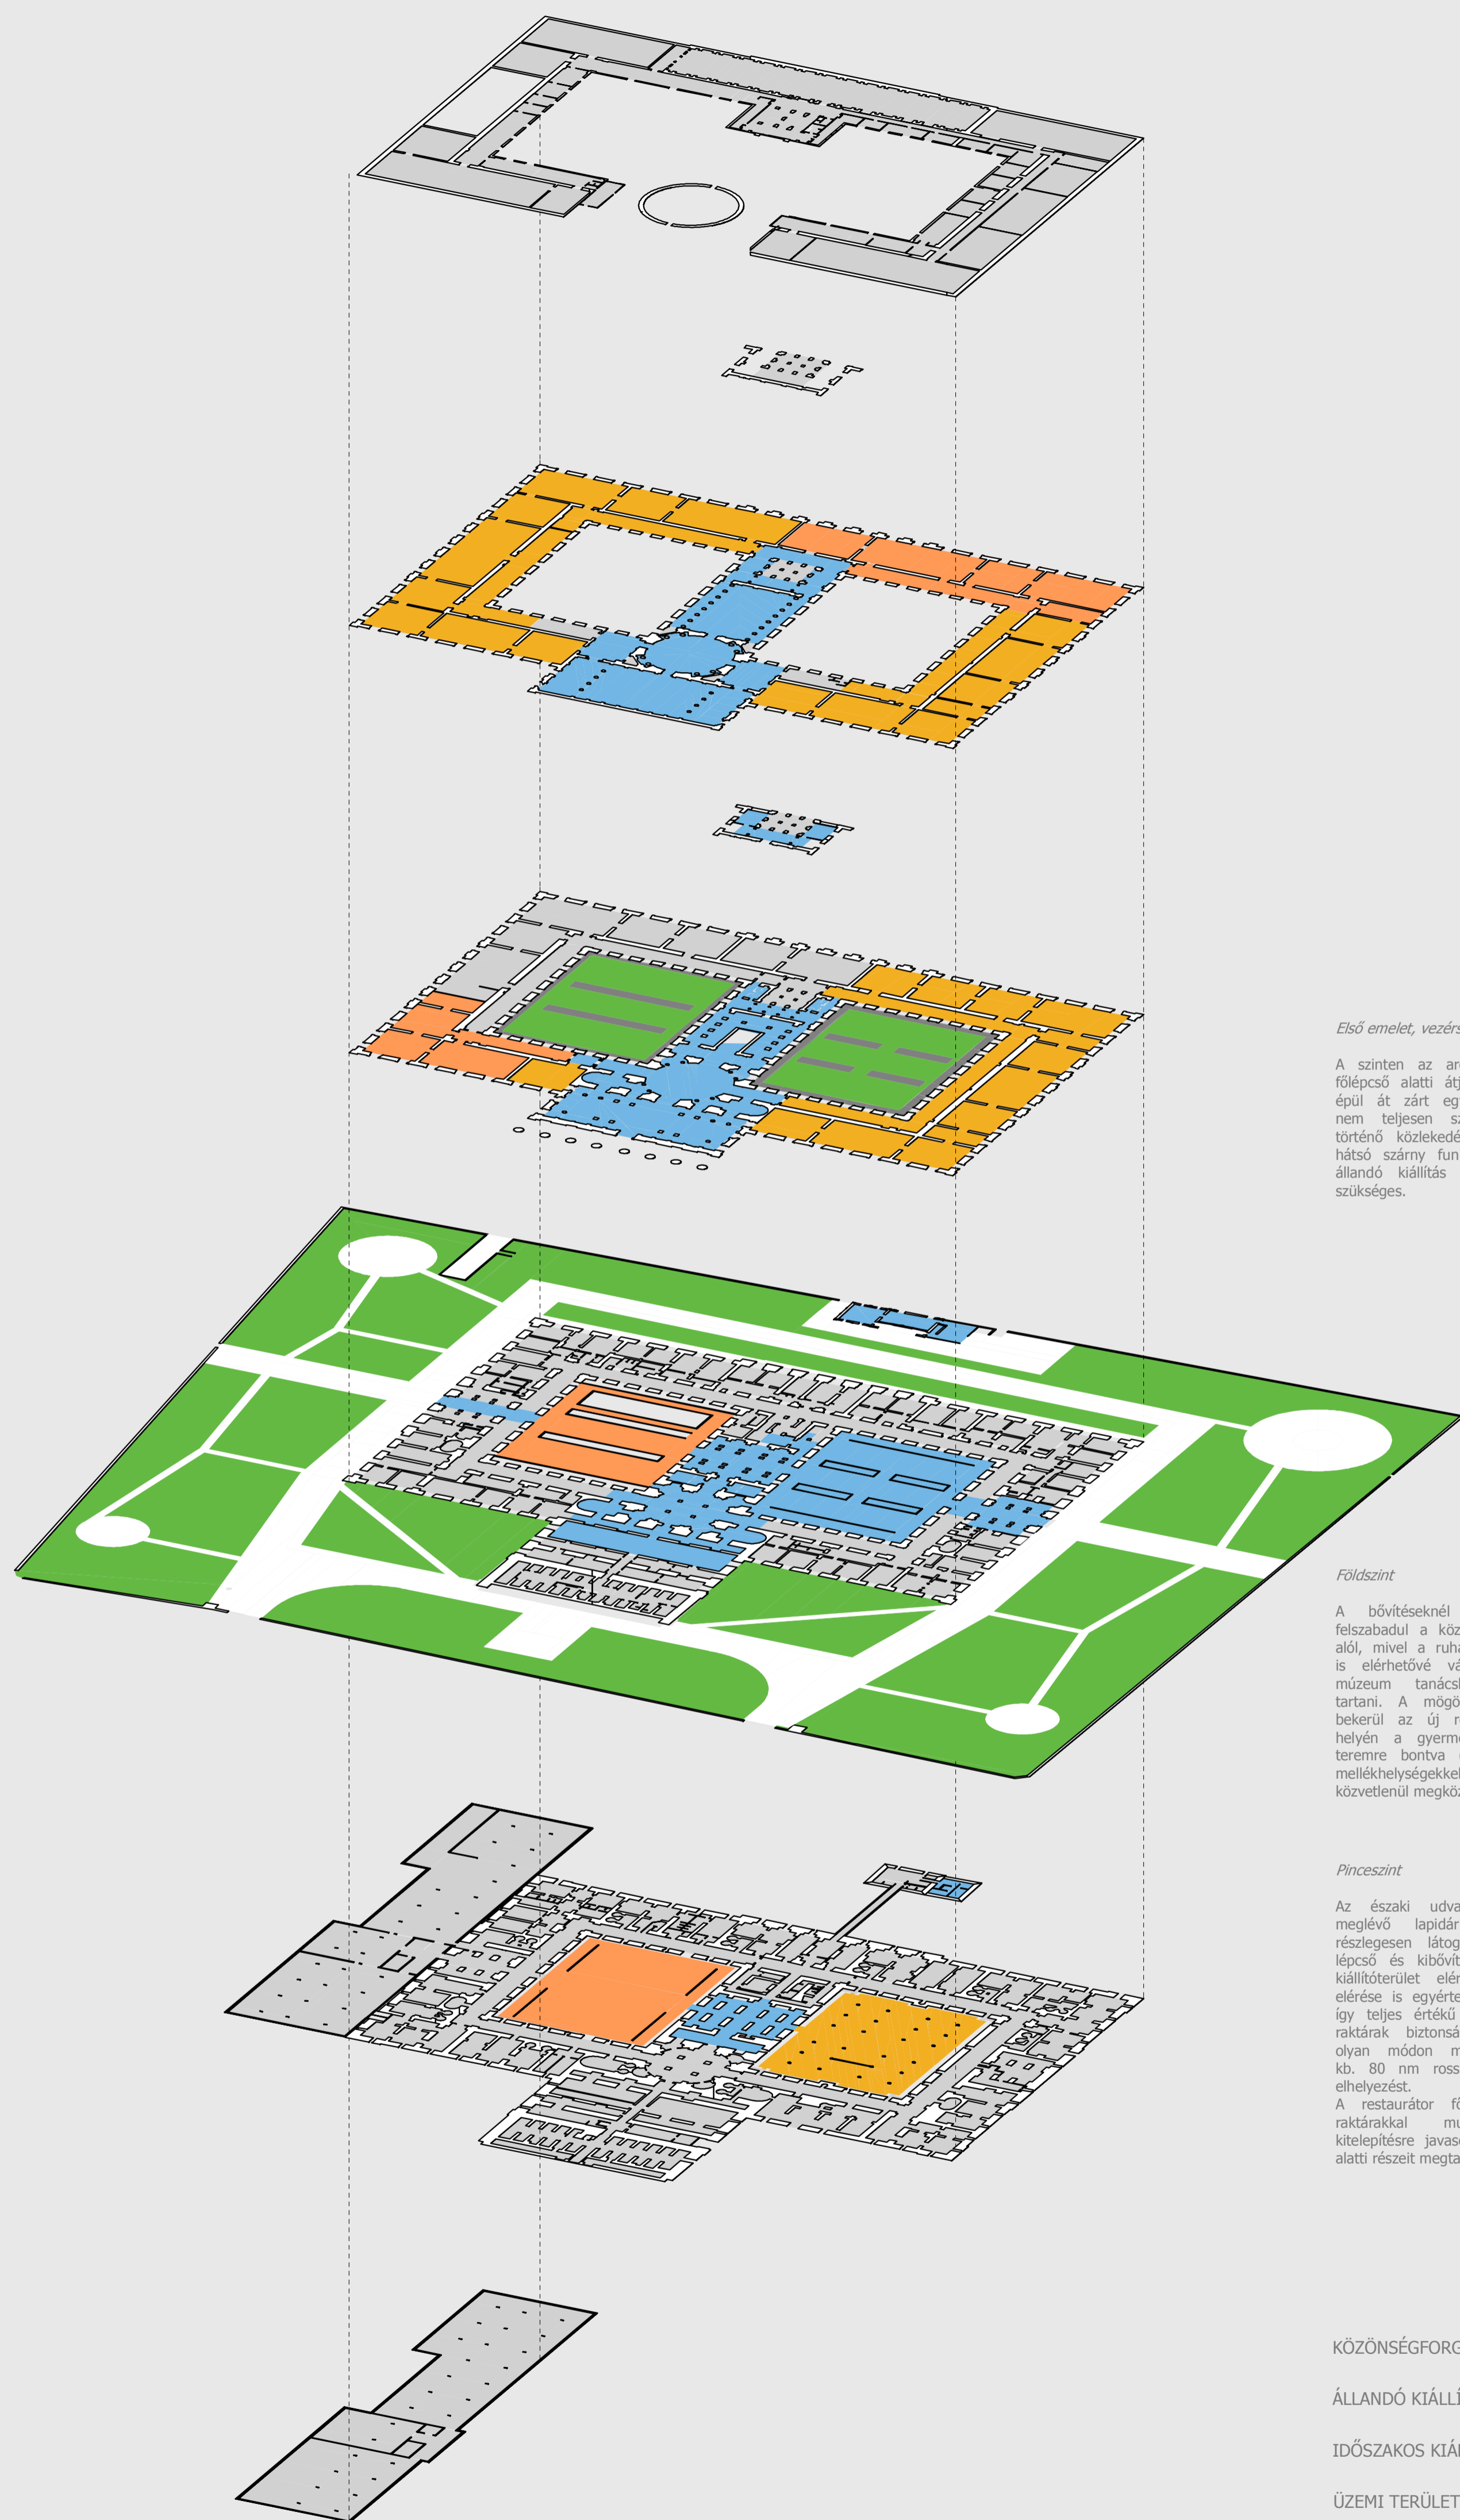 Első emelet, vezérs
A szinten az ar
főlépcső alatti átj
épül át zárt eg
nem teljesen sz
történő közlekedé
hátsó szárny fun
állandó kiállítás
szükséges.
Földszint
A bővítéseknél
felszabadul a köz
alól, mivel a ruha
is elérhetővé vá
múzeum tanács
tartani. A mögö
bekerül az új r
helyén a gyerm
teremre bontva
mellékhelységekkel
közvetlenül megköz
Pinceszint
Az északi udva
meglévő lapidár
részlegesen látog
lépcső és kibővít
kiállítóterület elér
elérése is egyérte
így teljes értékű
raktárak biztonsá
olyan módon m
kb. 80 nm ross
elhelyezést.
A restaurátor fő
raktárakkal mu
kitelepítésre javas
alatti részeit megta
KÖZÖNSÉGFORG
ÁLLANDÓ KIÁLLÍ
IDŐSZAKOS KIÁL
ÜZEMI TERÜLET